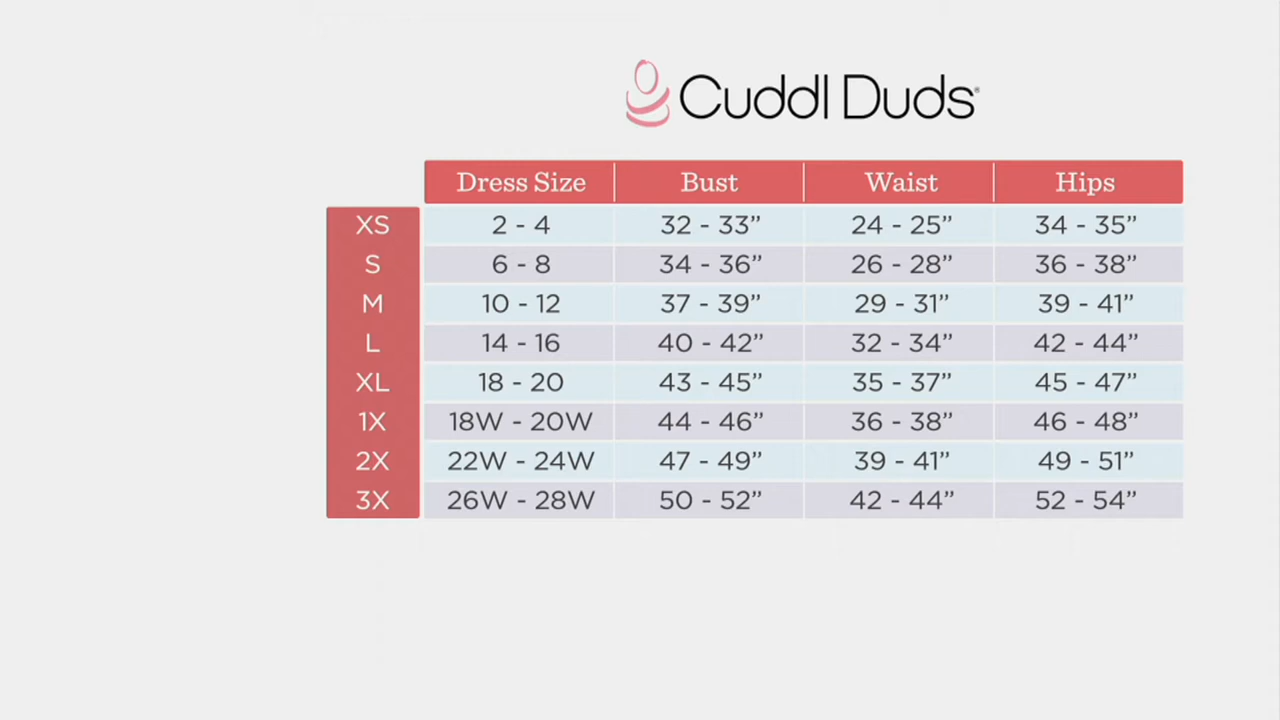 Cuddl Duds®
Dress Size Bust Waist Hips
XS 2 - 4 32 - 33” 24 - 25” 34 - 35”
S 6 - 8 34 - 36” 26 - 28” 36 - 38”
M 10 - 12 37 - 39” 29 - 31” 39 - 41”
L 14 - 16 40 - 42” 32 - 34” 42 - 44”
XL 18 - 20 43 - 45” 35 - 37” 45 - 47”
1X 18W - 20W 44 - 46” 36 - 38” 46 - 48”
2X 22W - 24W 47 - 49” 39 - 41” 49 - 51”
3X 26W - 28W 50 - 52” 42 - 44” 52 - 54”